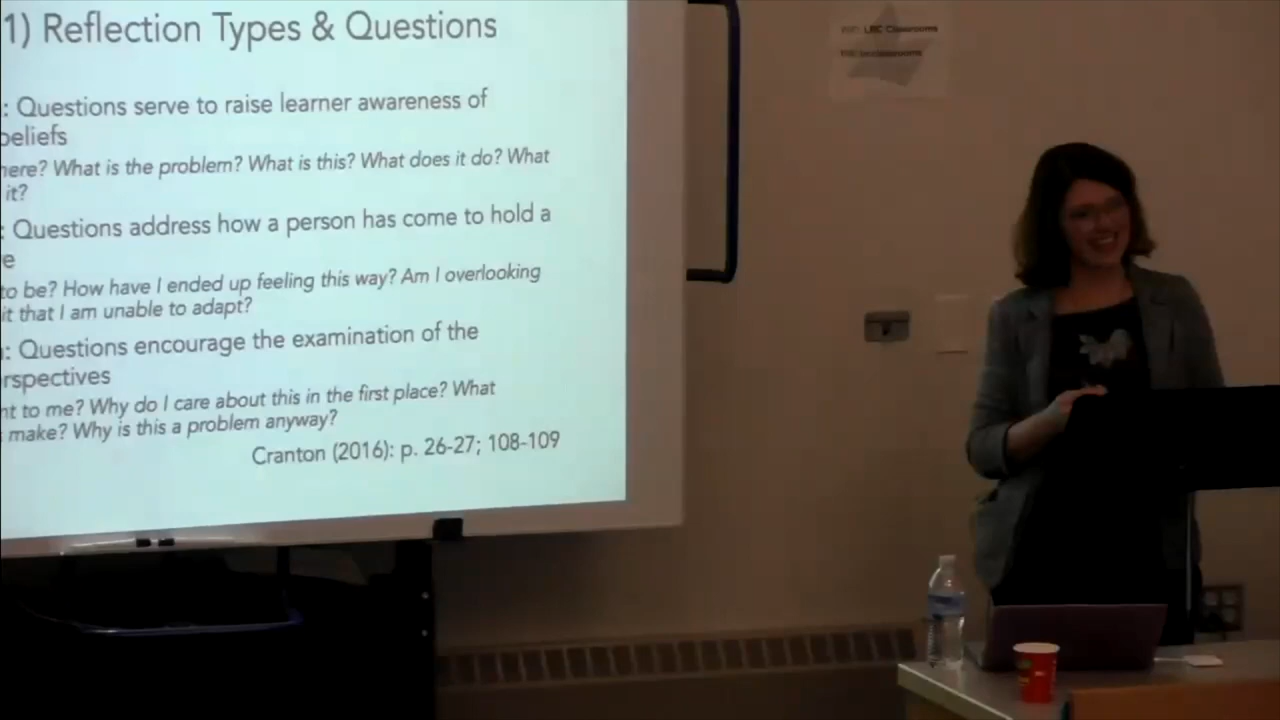 1) Reflection Types & Questions
: Questions serve to raise learner awareness of
beliefs
here? What is the problem? What is this? What does it do? What
it?
: Questions address how a person has come to hold a
e
to be? How have I ended up feeling this way? Am I overlooking
it that I am unable to adapt?
: Questions encourage the examination of the
rspectives
nt to me? Why do I care about this in the first place? What
make? Why is this a problem anyway?
Cranton (2016): p. 26-27; 108-109
LRC Classrooms